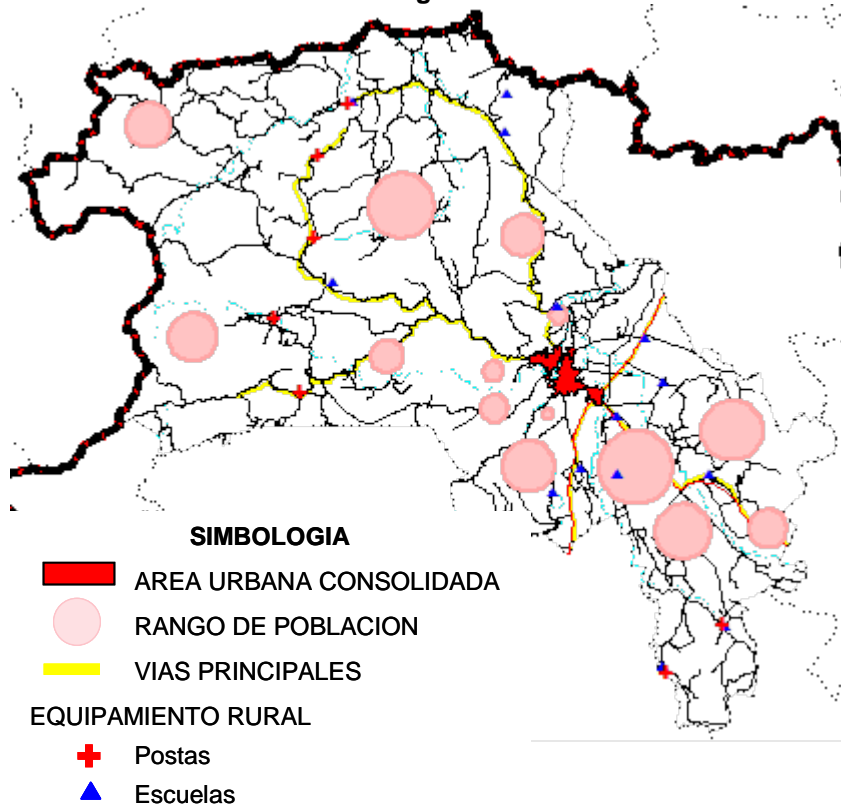 SIMBOLOGIA
AREA URBANA CONSOLIDADA
RANGO DE POBLACION
VIAS PRINCIPALES
EQUIPAMIENTO RURAL
Postas
Escuelas